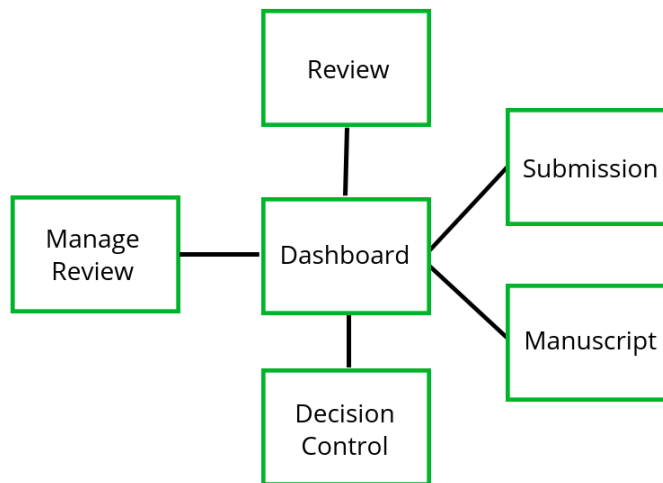 Review
Submission
Manage
Review
Dashboard
Manuscript
Decision
Control